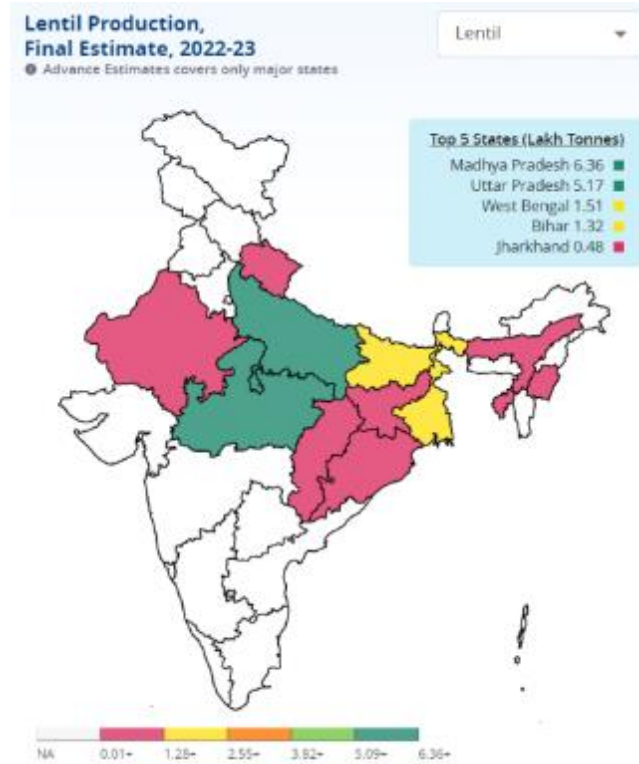 Lentil Production,
Final Estimate, 2022-23
Advance Estimates covers only major states
Lentil
Top 5 States (Lakh Tonnes)
Madhya Pradesh 6.36
Uttar Pradesh 5.17
West Bengal 1.51
Bihar 1.32
Jharkhand 0.48
NA 0.01+ 1.28+ 2.55+ 3.82+ 5.09+ 6.36+